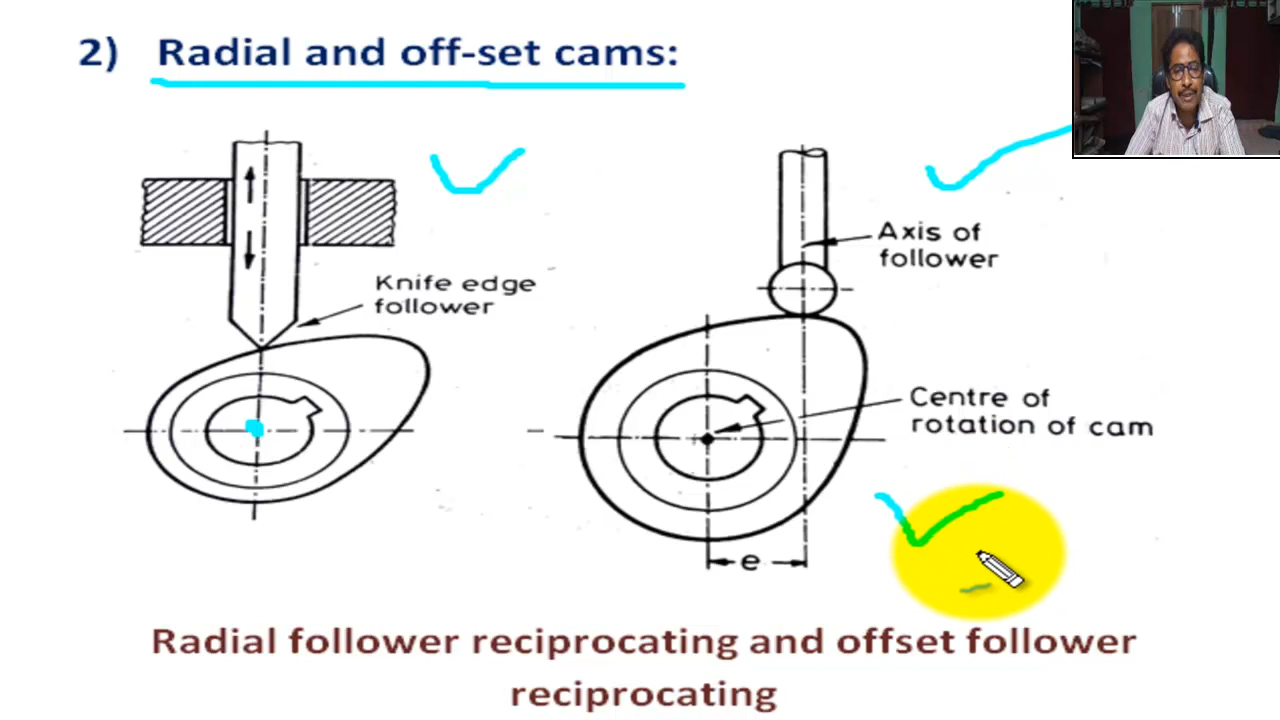 2) Radial and off-set cams:
Knife edge
follower
Axis of
follower
Centre of
rotation of cam
e
Radial follower reciprocating and offset follower
reciprocating